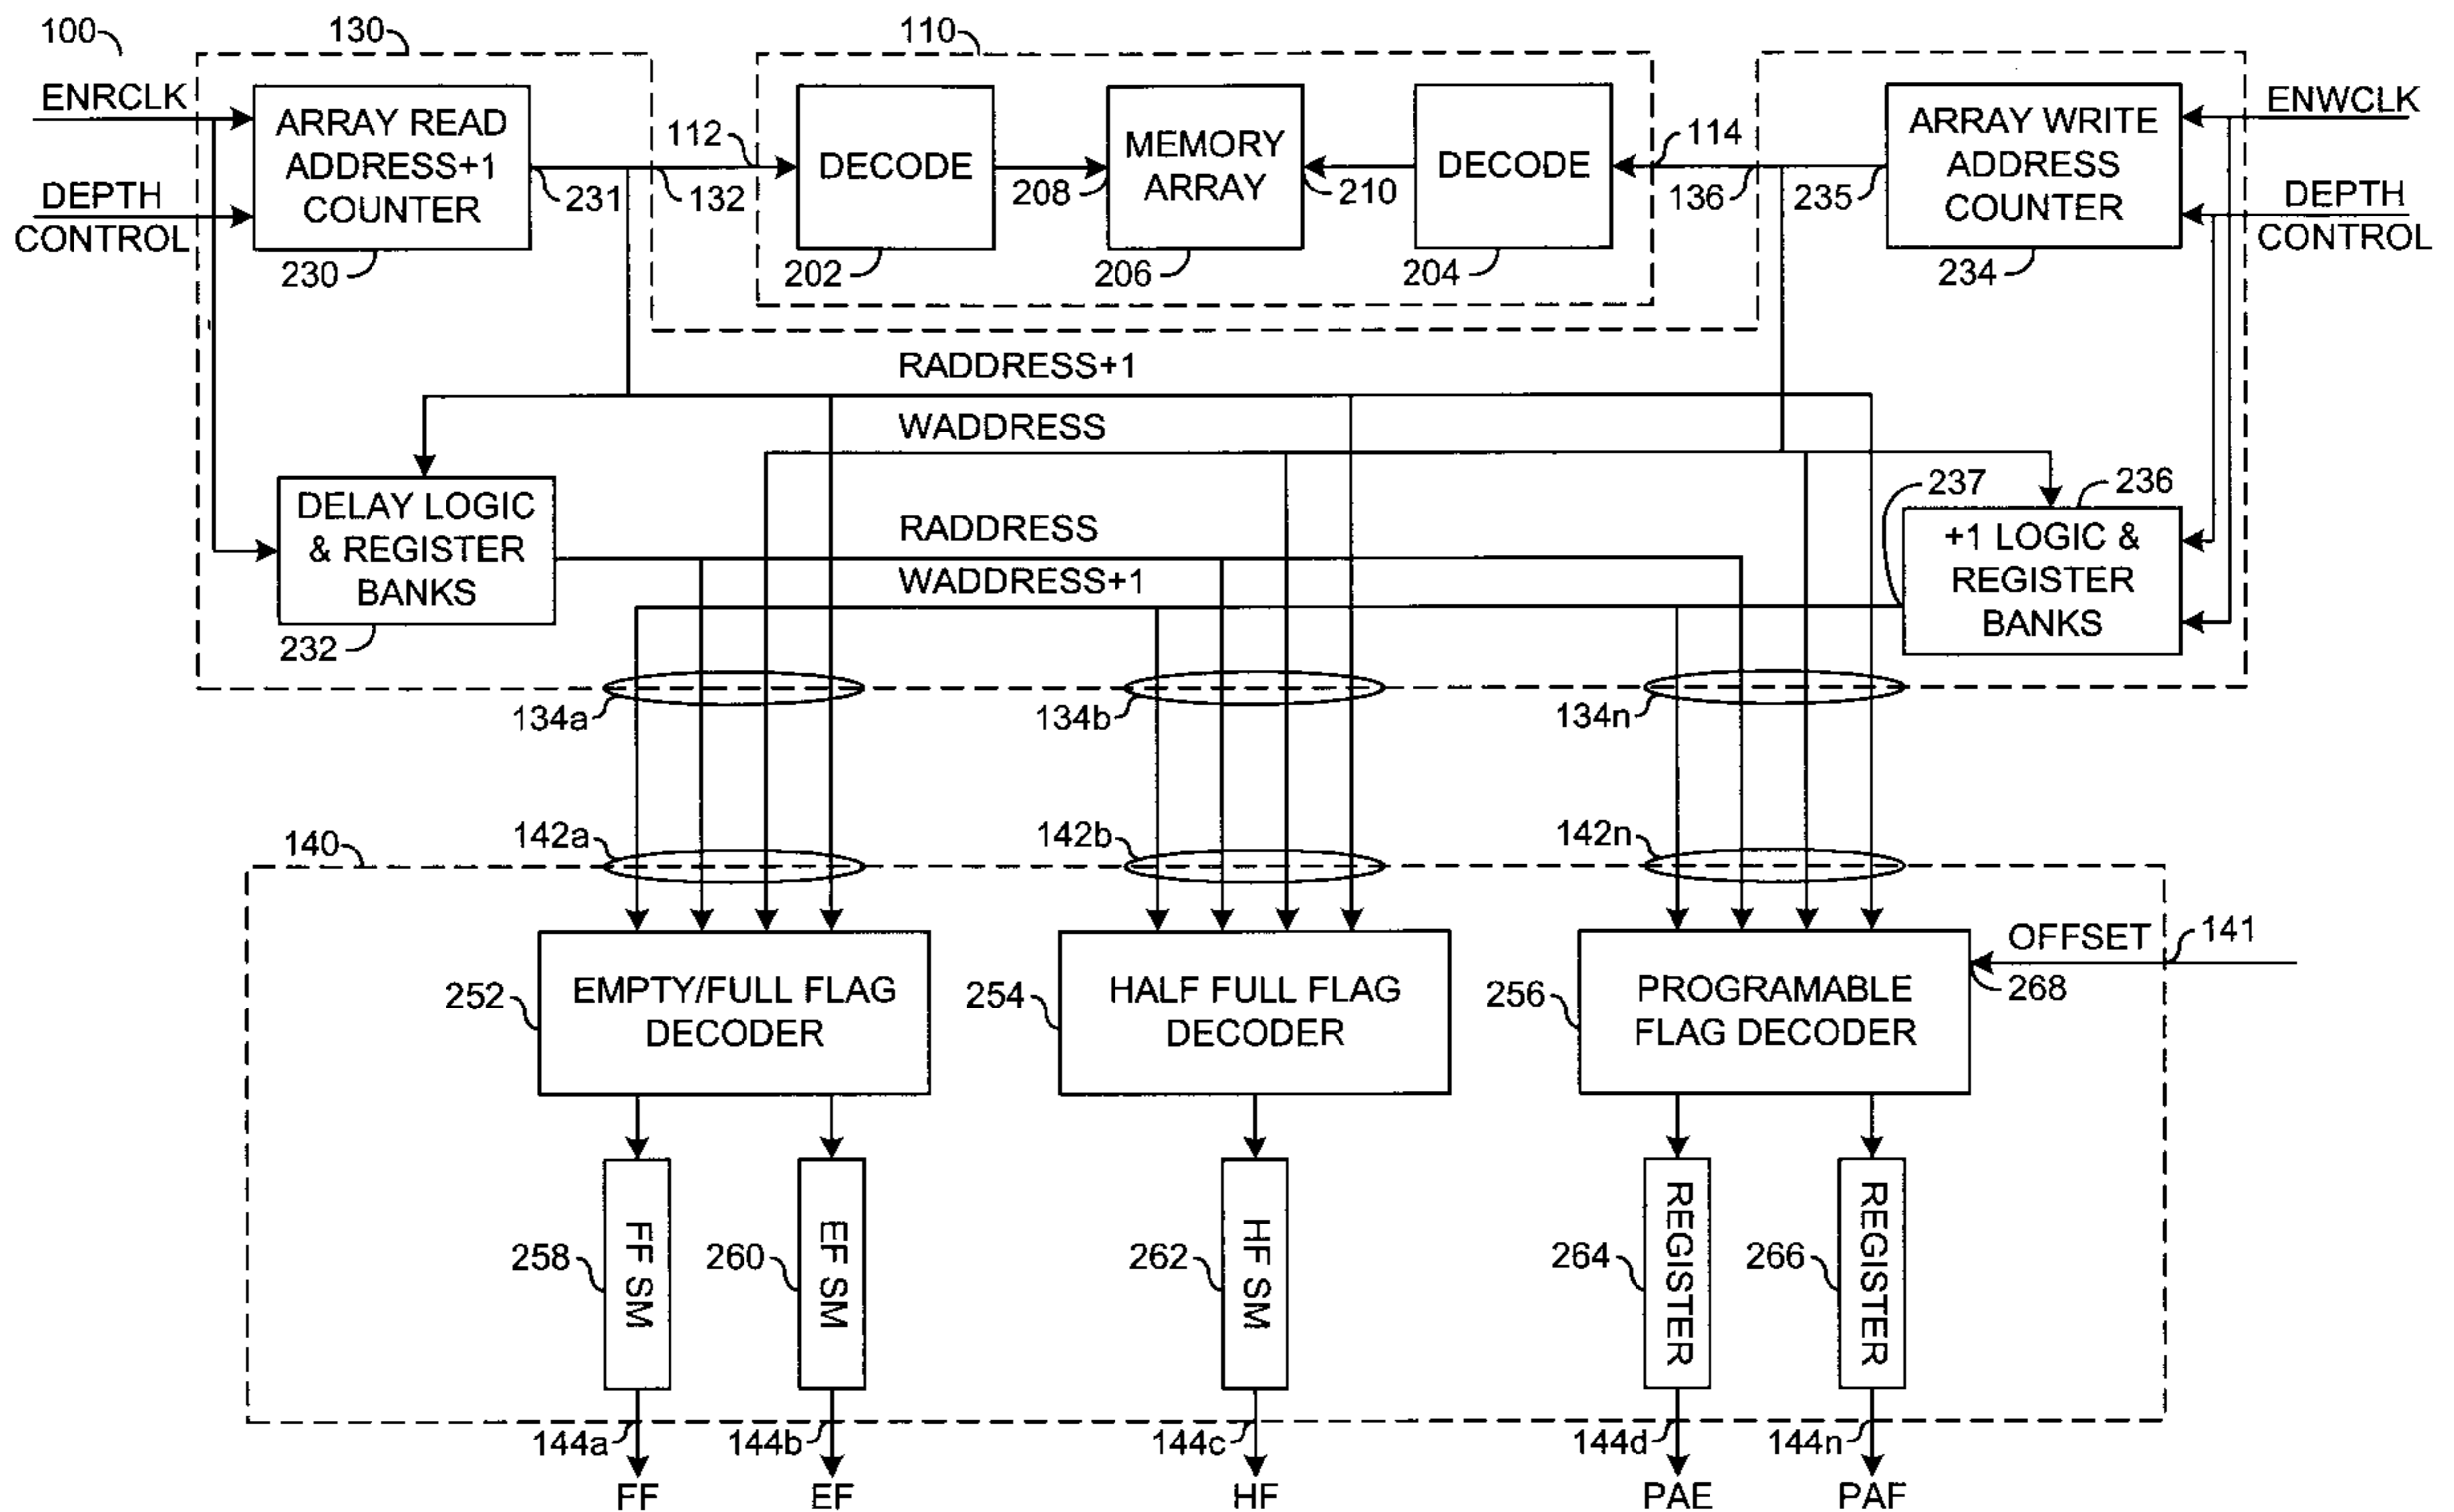 100
130
110
ENRCLK
DEPTH
CONTROL
ARRAY READ
ADDRESS+1
COUNTER
230
231
132
112
DECODE
202
208
MEMORY
ARRAY
206
210
DECODE
204
114
136
235
ARRAY WRITE
ADDRESS
COUNTER
234
ENWCLK
DEPTH
CONTROL
RADDRESS+1
WADDRESS
RADDRESS
WADDRESS+1
DELAY LOGIC
& REGISTER
BANKS
232
237
236
+1 LOGIC &
REGISTER
BANKS
134a
134b
134n
140
142a
142b
142n
OFFSET
141
268
252
EMPTY/FULL FLAG
DECODER
254
HALF FULL FLAG
DECODER
256
PROGRAMABLE
FLAG DECODER
258
FF SM
260
EF SM
262
HF SM
264
REGISTER
266
REGISTER
144a
144b
144c
144d
144n
FF
EF
HF
PAE
PAF